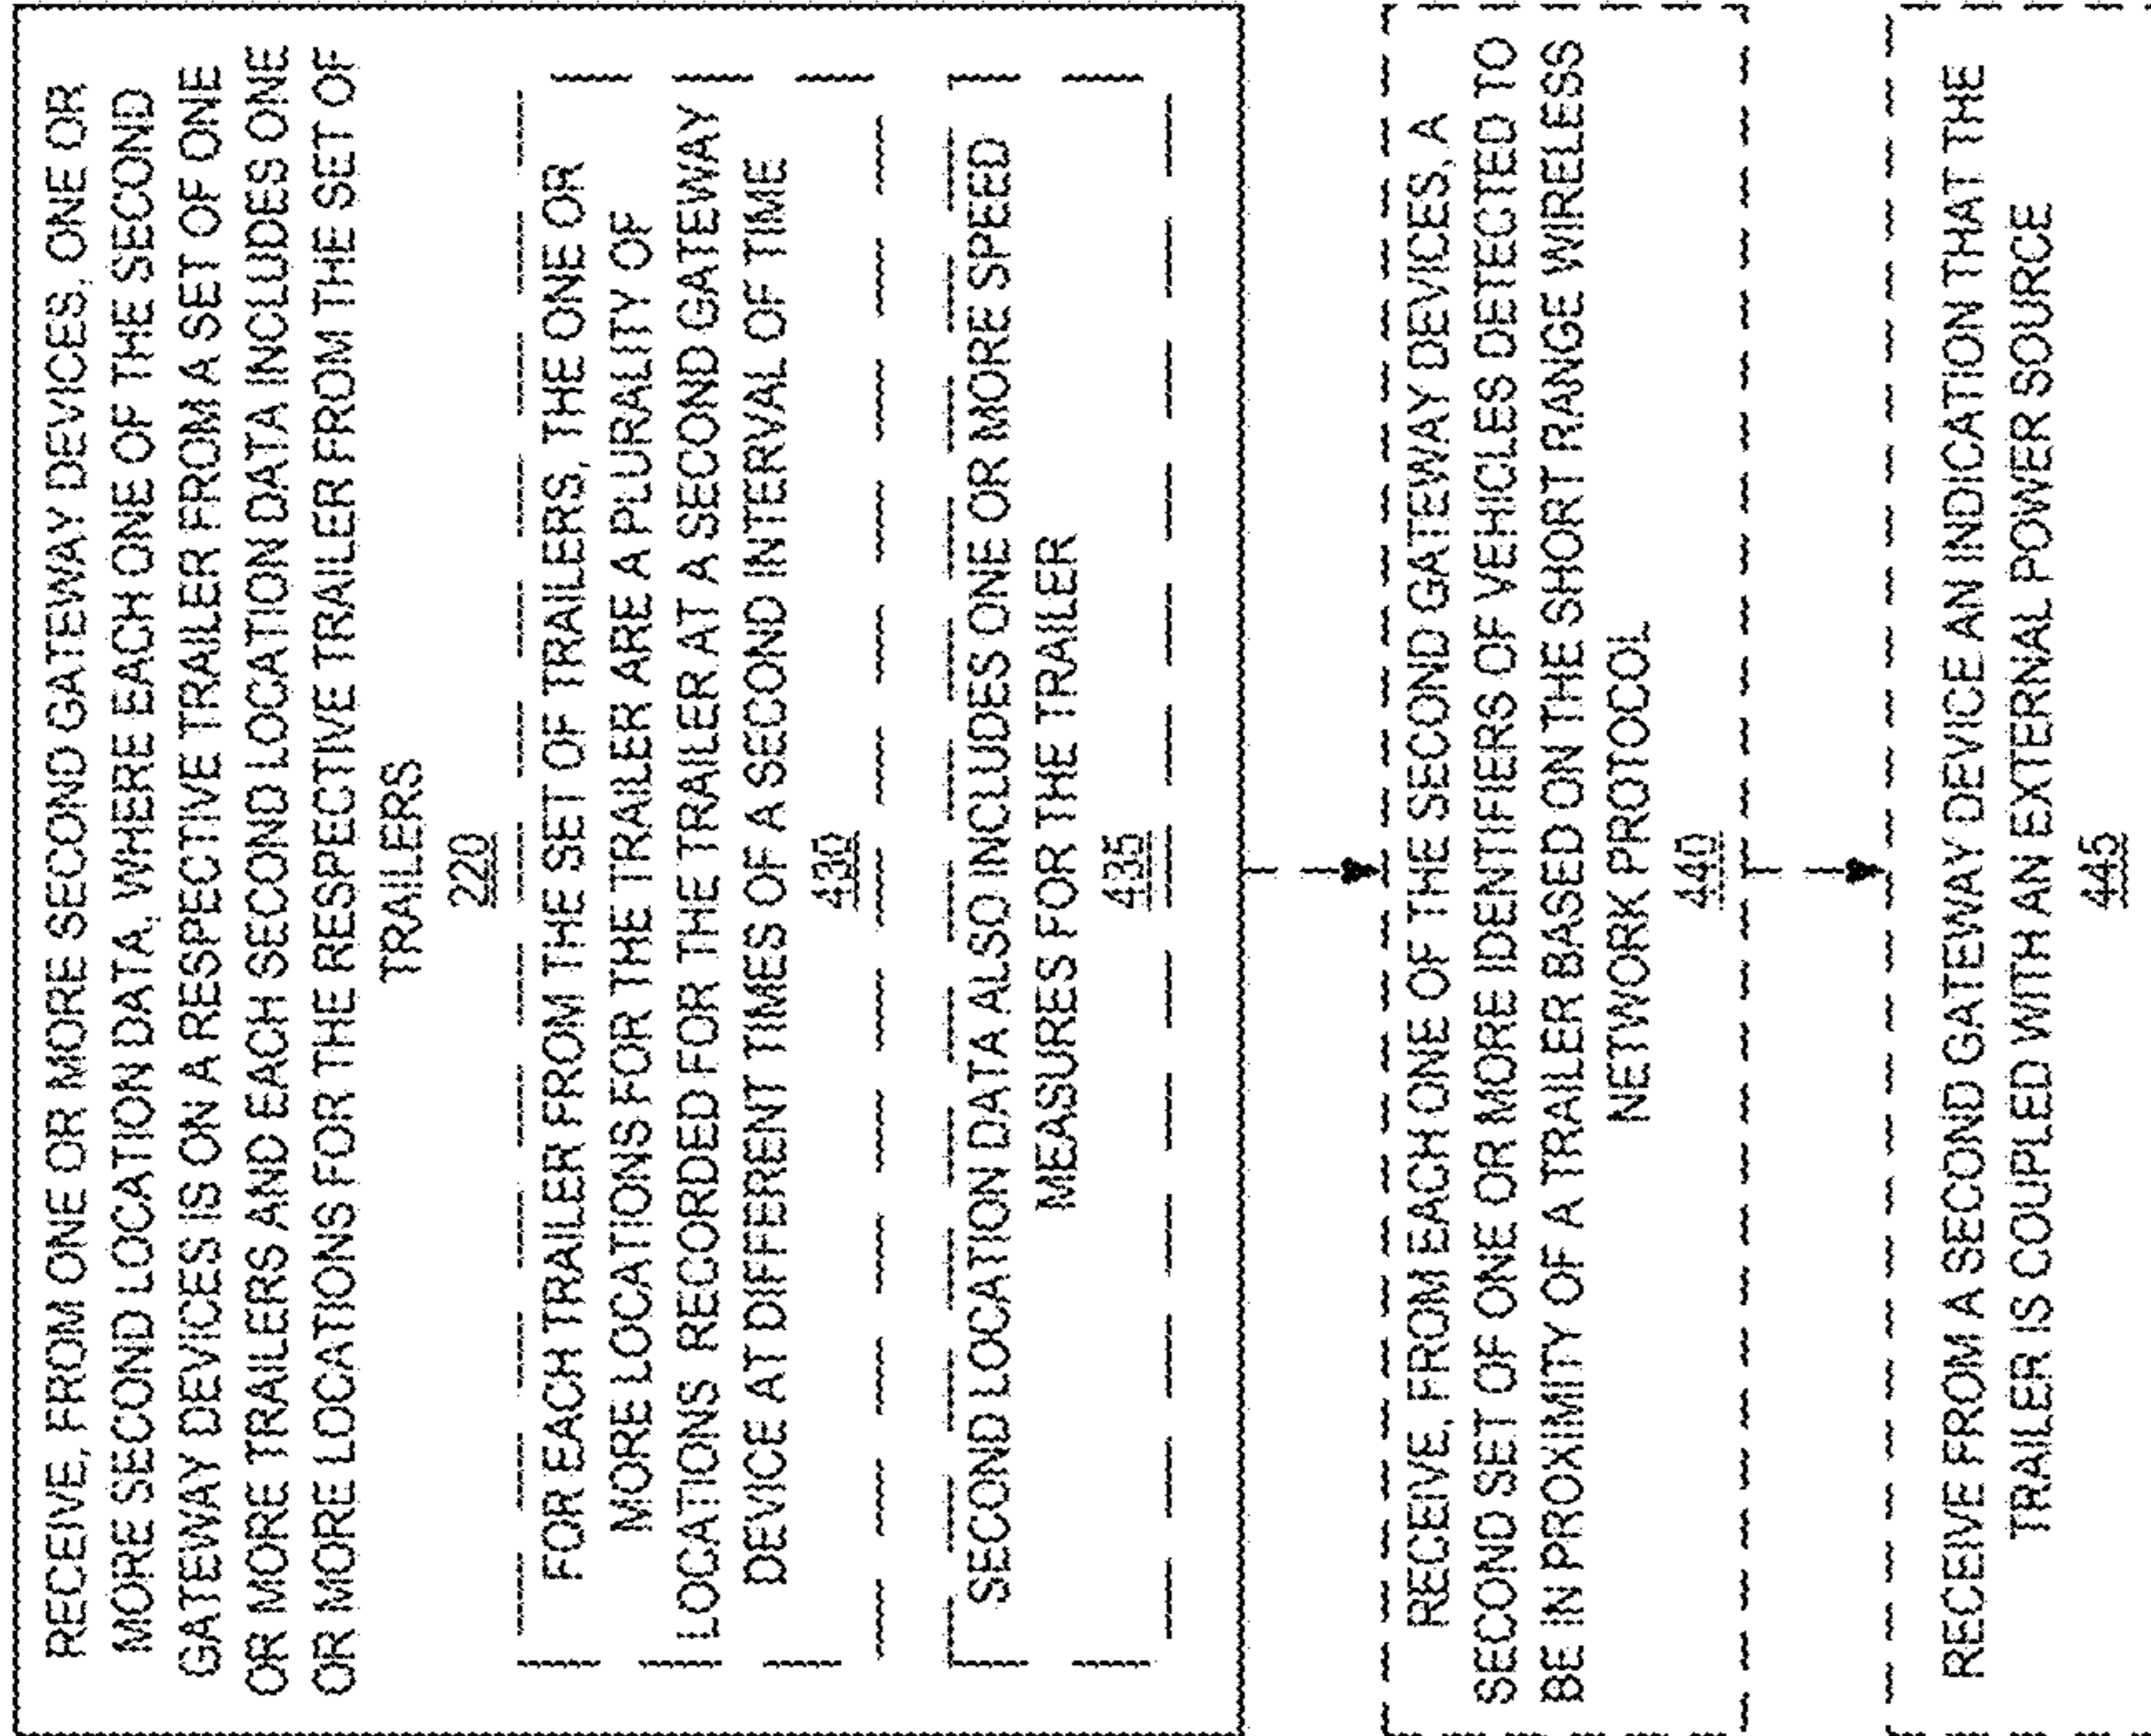 RECEIVE, FROM ONE OR MORE SECOND GATEWAY DEVICES, ONE OR
MORE SECOND LOCATION DATA, WHERE EACH ONE OF THE SECOND
GATEWAY DEVICES IS ON A RESPECTIVE TRAILER FROM A SET OF ONE
OR MORE TRAILERS AND EACH SECOND LOCATION DATA INCLUDES ONE
OR MORE LOCATIONS FOR THE RESPECTIVE TRAILER FROM THE SET OF
TRAILERS
220
FOR EACH TRAILER FROM THE SET OF TRAILERS, THE ONE OR
MORE LOCATIONS FOR THE TRAILER ARE A PLURALITY OF
LOCATIONS RECORDED FOR THE TRAILER AT A SECOND GATEWAY
DEVICE AT DIFFERENT TIMES OF A SECOND INTERVAL OF TIME
430
SECOND LOCATION DATA ALSO INCLUDES ONE OR MORE SPEED
MEASURES FOR THE TRAILER
435
RECEIVE, FROM EACH ONE OF THE SECOND GATEWAY DEVICES, A
SECOND SET OF ONE OR MORE IDENTIFIERS OF VEHICLES DETECTED TO
BE IN PROXIMITY OF A TRAILER BASED ON THE SHORT RANGE WIRELESS
NETWORK PROTOCOL
440
RECEIVE FROM A SECOND GATEWAY DEVICE AN INDICATION THAT THE
TRAILER IS COUPLED WITH AN EXTERNAL POWER SOURCE
445